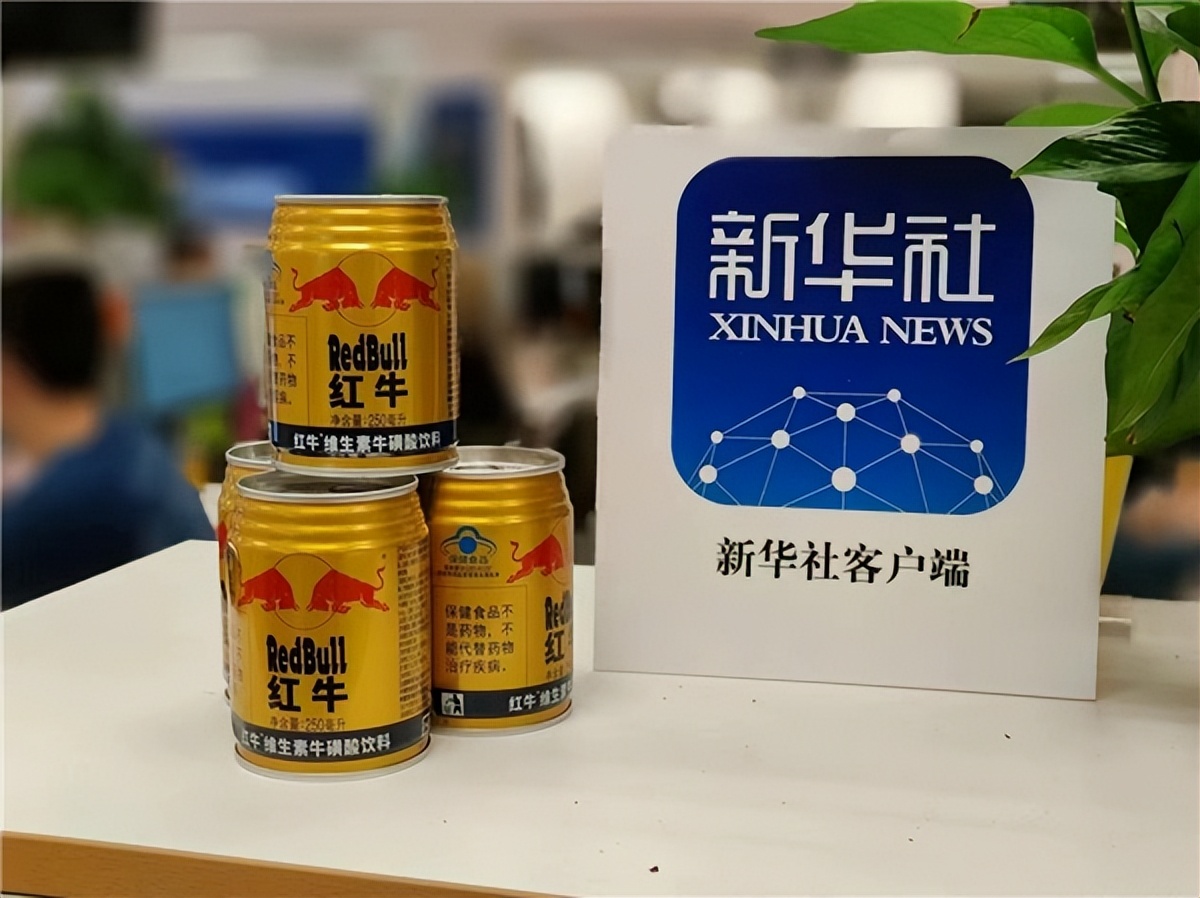 新华社
XINHUA NEWS
新华社客户端
RedBull
红牛
净含量:250毫升
红牛®维生素牛磺酸饮料
RedBull
红牛
净含量:250毫升
红牛®维生素牛磺酸饮料
保健食品
保健食品不
是药物，不
能代替药物
治疗疾病.
红牛®维生素